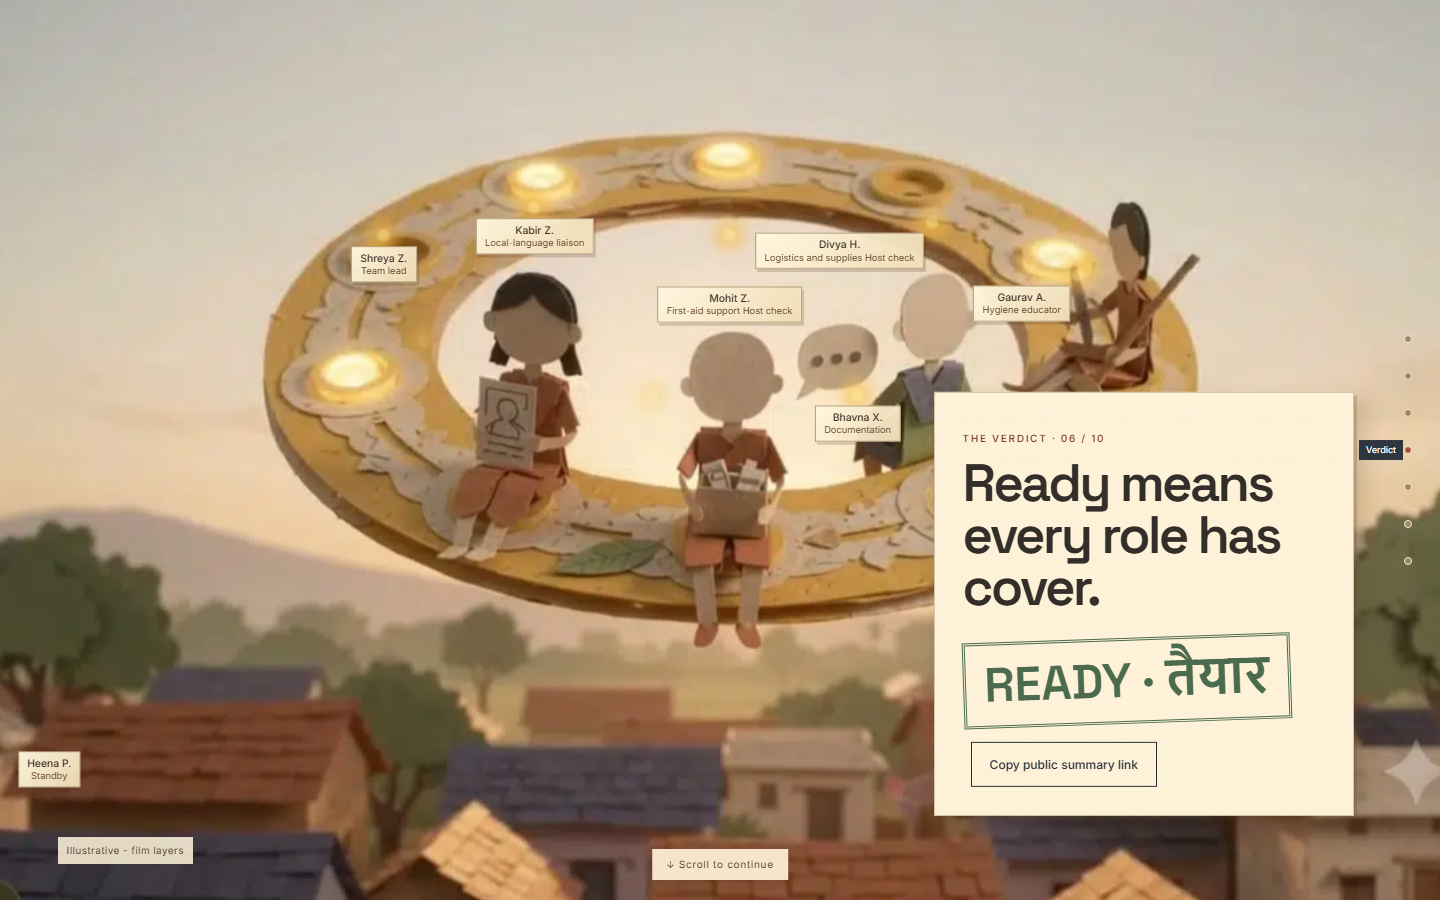 Kabir Z.
Local-language liaison
Shreya Z.
Team lead
Divya H.
Logistics and supplies Host check
Mohit Z.
First-aid support Host check
Gaurav A.
Hygiene educator
Bhavna X.
Documentation
THE VERDICT · 06 / 10
Ready means
every role has
cover.
READY · तैयार
Copy public summary link
Verdict
Heena P.
Standby
Illustrative - film layers
↓ Scroll to continue